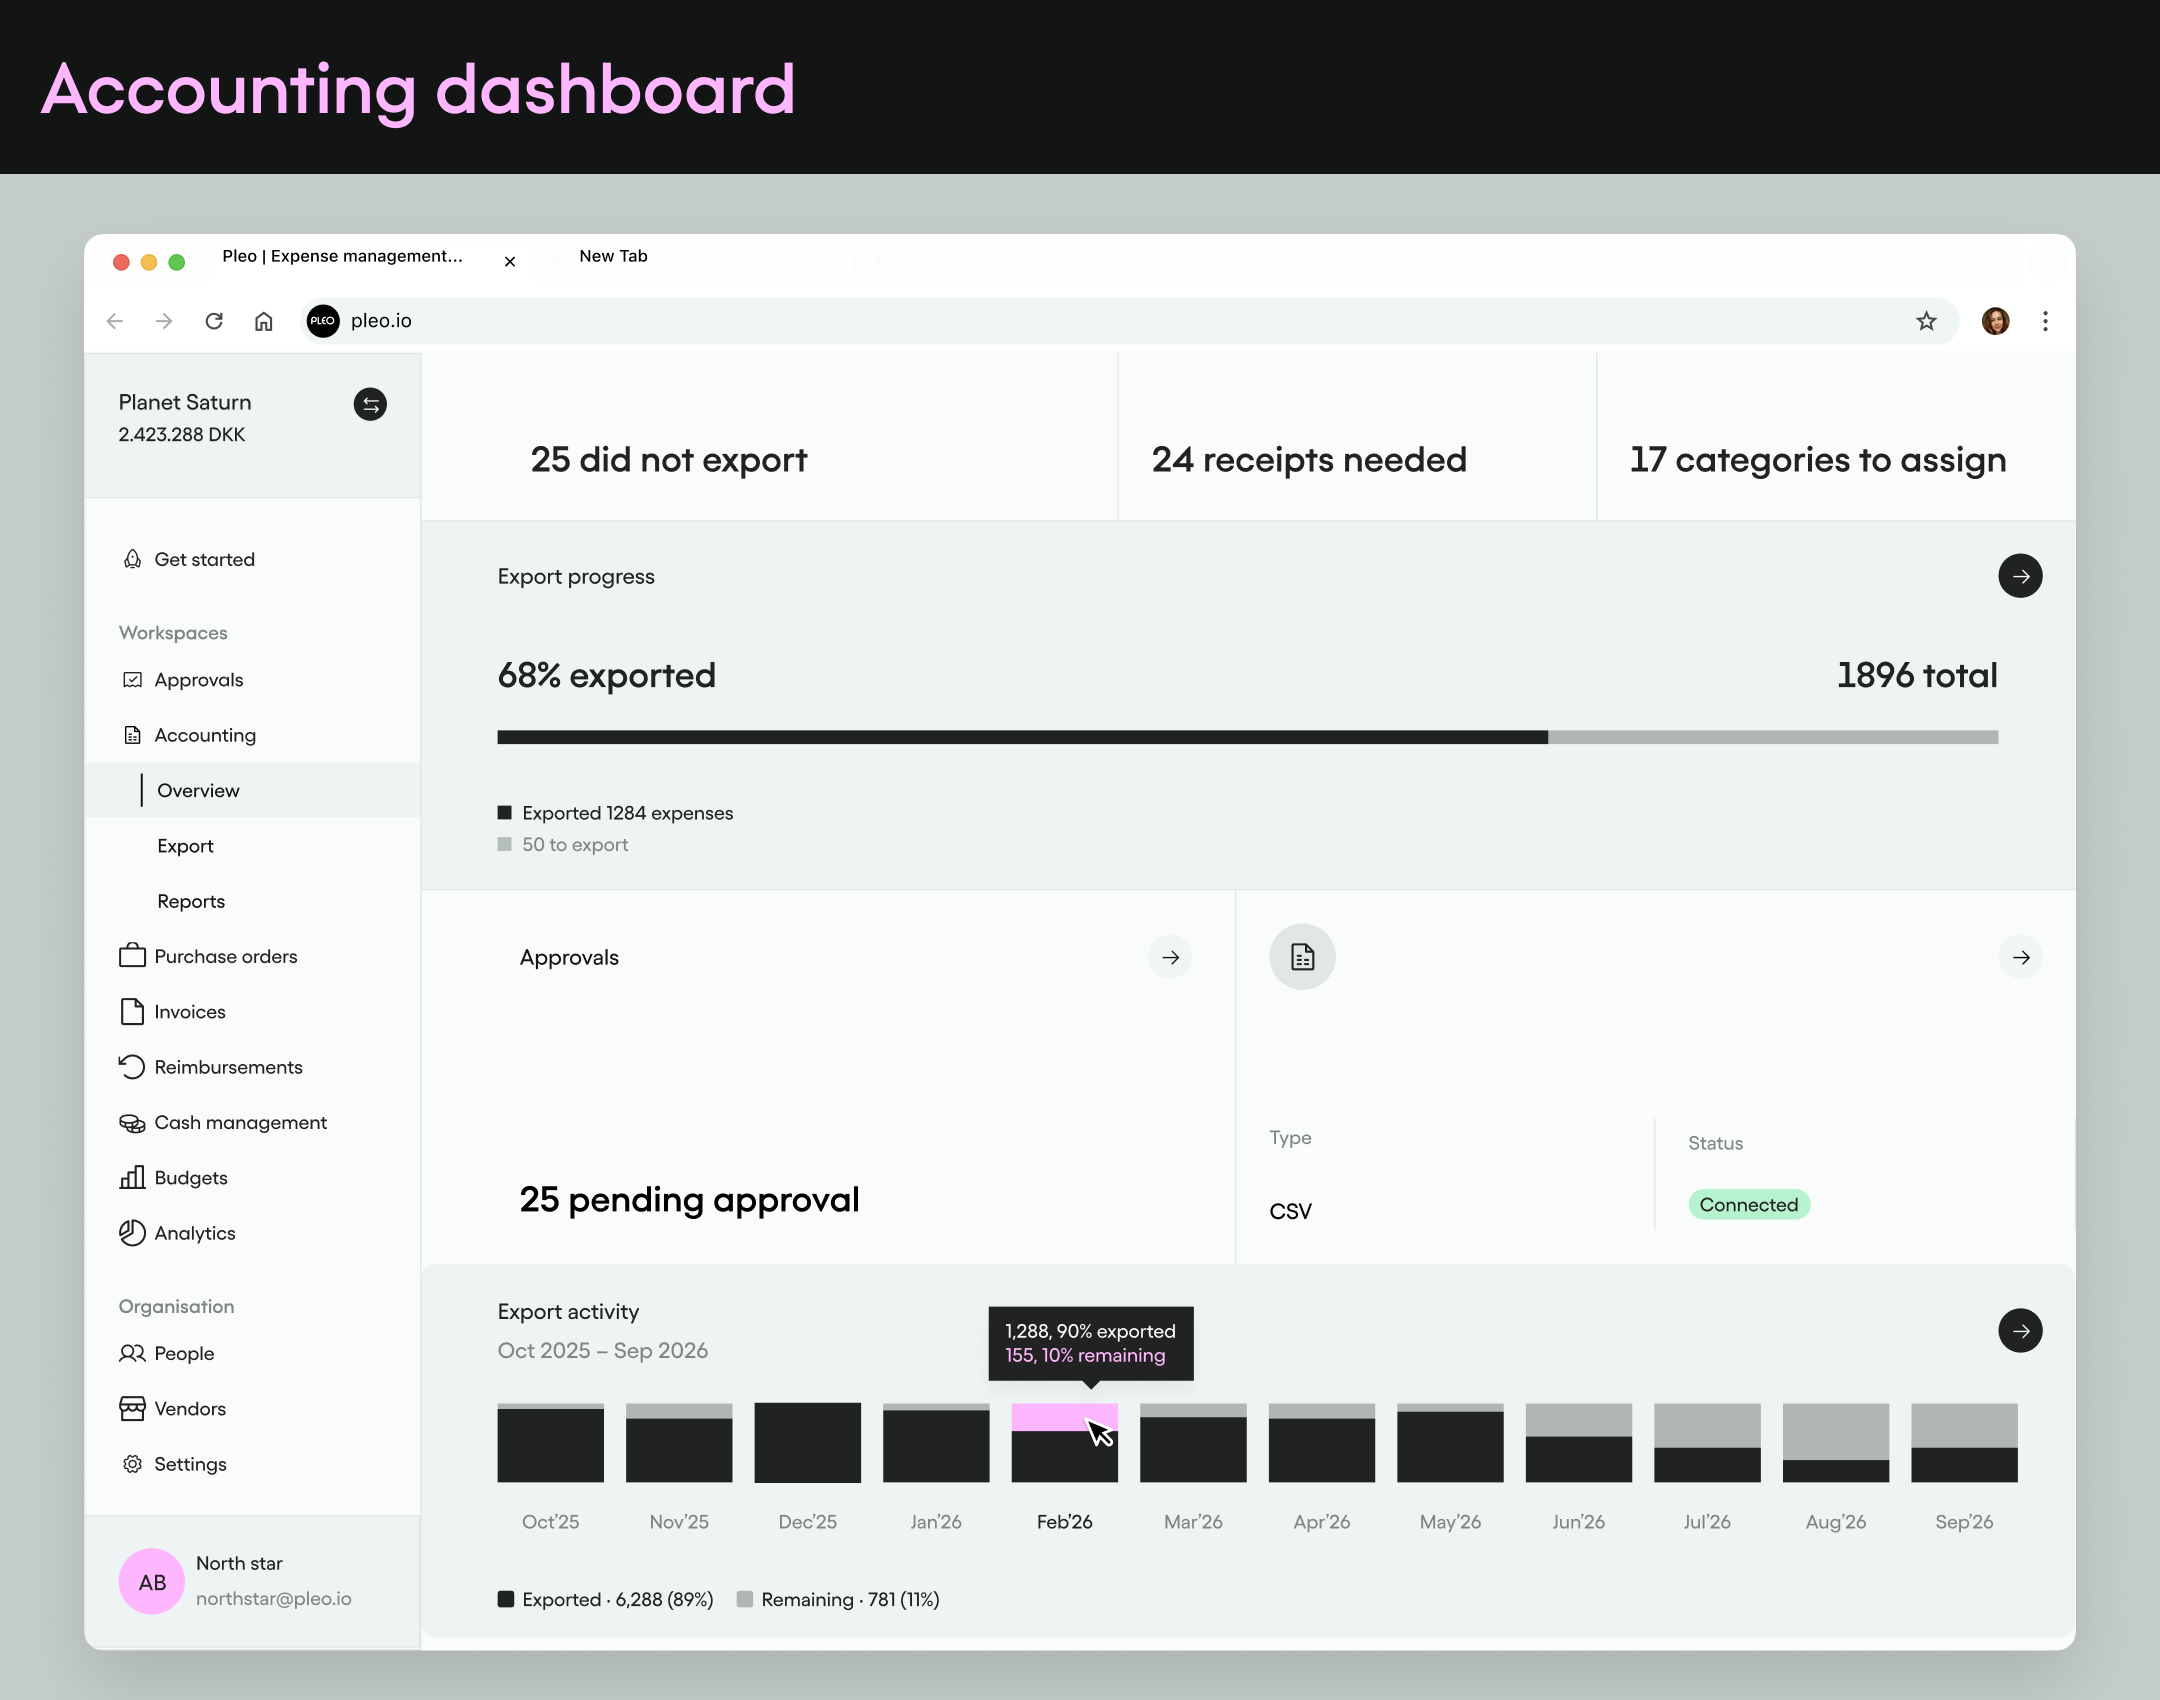 Accounting dashboard
Pleo | Expense management...
New Tab
PLEO
pleo.io
Planet Saturn
2.423.288 DKK
25 did not export
24 receipts needed
17 categories to assign
Get started
Workspaces
Approvals
Accounting
Overview
Export
Reports
Purchase orders
Invoices
Reimbursements
Cash management
Budgets
Analytics
Organisation
People
Vendors
Settings
AB
North star
northstar@pleo.io
Export progress
68% exported
1896 total
Exported 1284 expenses
50 to export
Approvals
25 pending approval
Type
CSV
Status
Connected
Export activity
Oct 2025 – Sep 2026
1,288, 90% exported
155, 10% remaining
Oct’25
Nov’25
Dec’25
Jan’26
Feb’26
Mar’26
Apr’26
May’26
Jun’26
Jul’26
Aug’26
Sep’26
Exported · 6,288 (89%)
Remaining · 781 (11%)